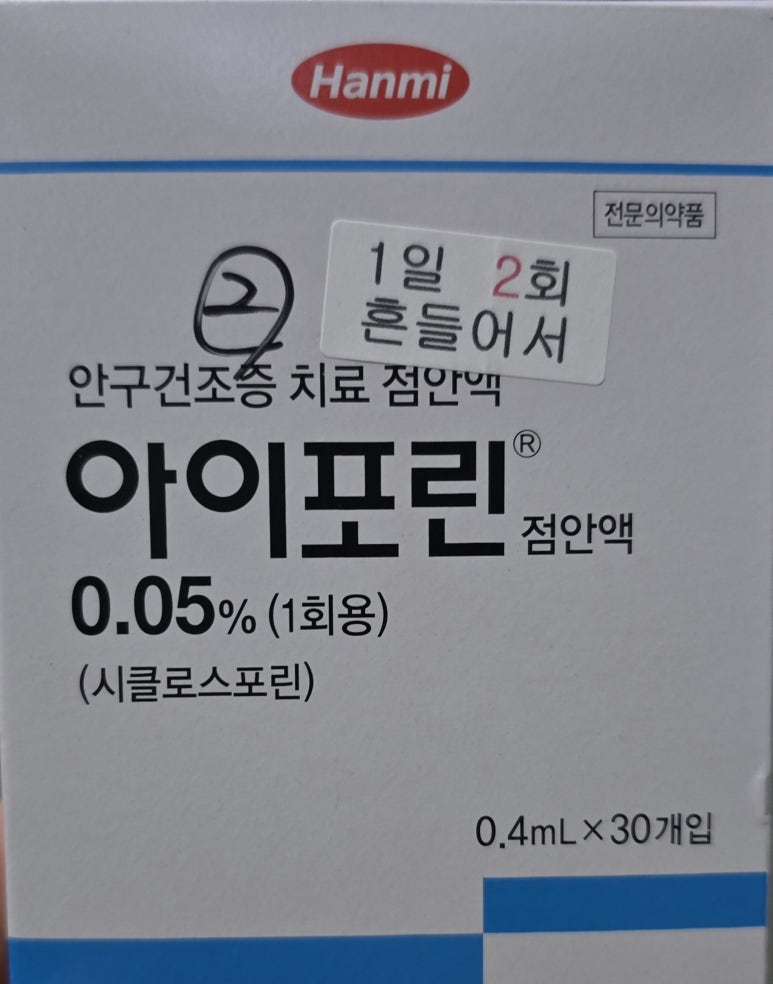 Hanmi
전문의약품
1일 2회
흔들어서
2
안구건조증 치료 점안액
아이포린®
점안액
0.05% (1회용)
(시클로스포린)
0.4mL×30개입